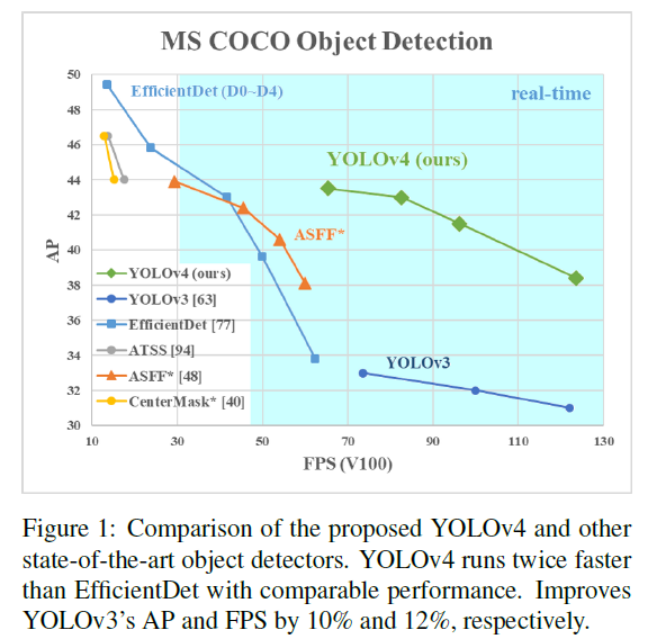 MS COCO Object Detection
50
EfficientDet (D0~D4)
real-time
48
46
YOLOv4 (ours)
44
42
ASFF*
AP
40
YOLOv4 (ours)
38
YOLOv3 [63]
36
EfficientDet [77]
34
ATSS [94]
YOLOv3
ASFF* [48]
32
CenterMask* [40]
30
10 30 50 70 90 110 130
FPS (V100)
Figure 1: Comparison of the proposed YOLOv4 and other
state-of-the-art object detectors. YOLOv4 runs twice faster
than EfficientDet with comparable performance. Improves
YOLOv3's AP and FPS by 10% and 12%, respectively.